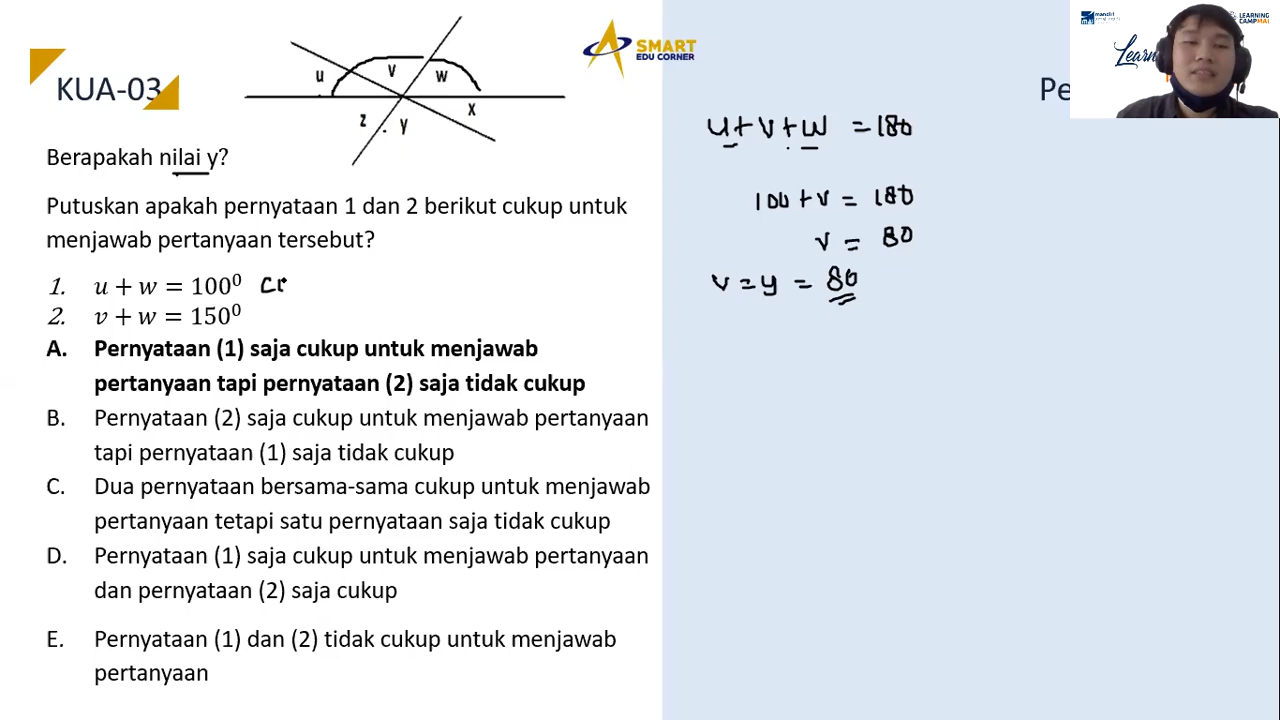 KUA-03
u
v
w
z
y
x
SMART
EDU CORNER
Berapakah nilai y?
Putuskan apakah pernyataan 1 dan 2 berikut cukup untuk
menjawab pertanyaan tersebut?
1. u + w = 100⁰ cr
2. v + w = 150⁰
A. Pernyataan (1) saja cukup untuk menjawab
pertanyaan tapi pernyataan (2) saja tidak cukup
B. Pernyataan (2) saja cukup untuk menjawab pertanyaan
tapi pernyataan (1) saja tidak cukup
C. Dua pernyataan bersama-sama cukup untuk menjawab
pertanyaan tetapi satu pernyataan saja tidak cukup
D. Pernyataan (1) saja cukup untuk menjawab pertanyaan
dan pernyataan (2) saja cukup
E. Pernyataan (1) dan (2) tidak cukup untuk menjawab
pertanyaan
Pe
u + v + w = 180
100 + v = 180
v = 80
v = y = 80
LEARNING
Learn